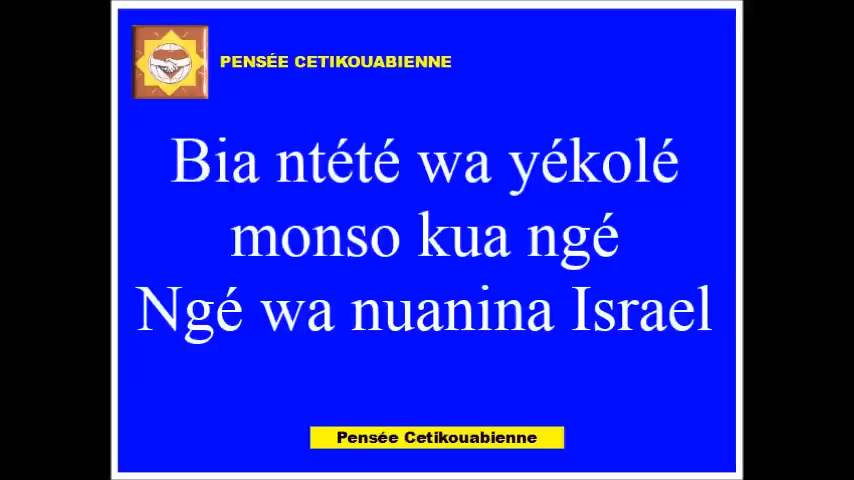 PENSÉE CETIKOUABIENNE
Bia ntété wa yékolé
monso kua ngé
Ngé wa nuanina Israel
Pensée Cetikouabienne